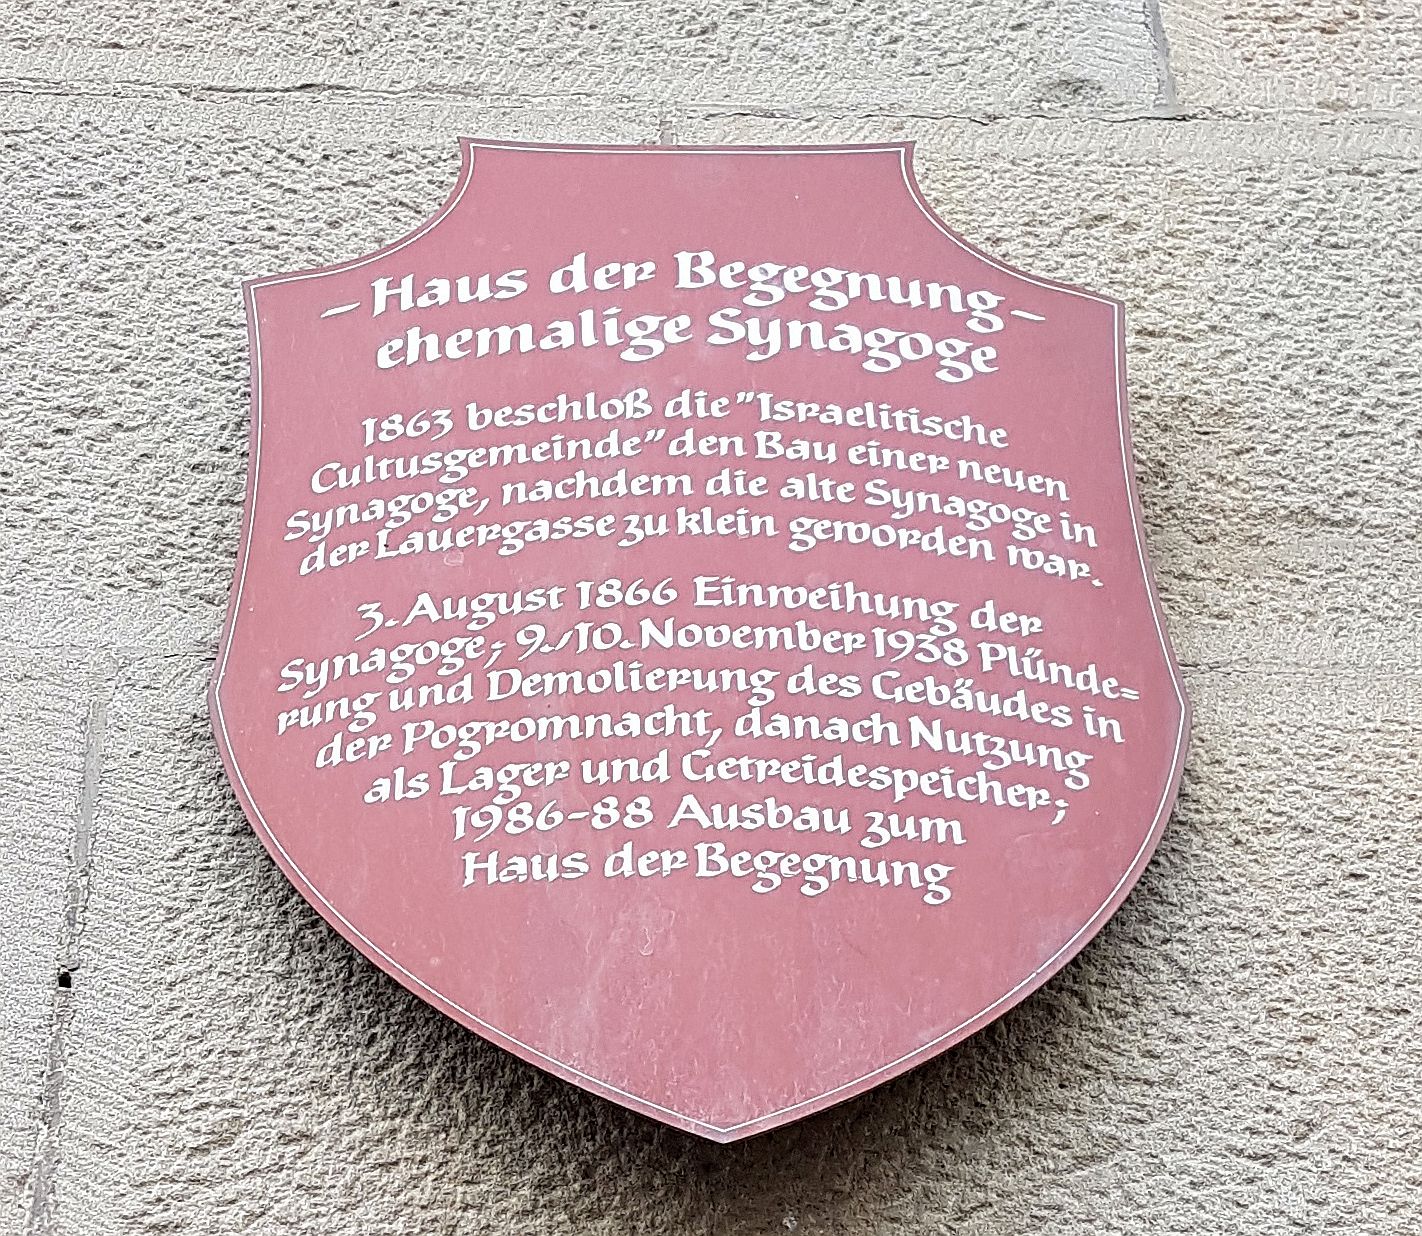 – Haus der Begegnung –
ehemalige Synagoge
1863 beschloß die "Israelitische
Cultusgemeinde" den Bau einer neuen
Synagoge, nachdem die alte Synagoge in
der Lauergasse zu klein geworden war.
3. August 1866 Einweihung der
Synagoge; 9./10. November 1938 Plünde=
rung und Demolierung des Gebäudes in
der Pogromnacht, danach Nutzung
als Lager und Getreidespeicher;
1986-88 Ausbau zum
Haus der Begegnung